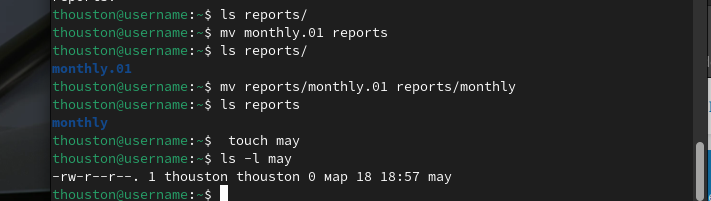 thouston@username:~$ ls reports/
thouston@username:~$ mv monthly.01 reports
thouston@username:~$ ls reports/
monthly.01
thouston@username:~$ mv reports/monthly.01 reports/monthly
thouston@username:~$ ls reports
monthly
thouston@username:~$  touch may
thouston@username:~$ ls -l may
-rw-r--r--. 1 thouston thouston 0 мар 18 18:57 may
thouston@username:~$